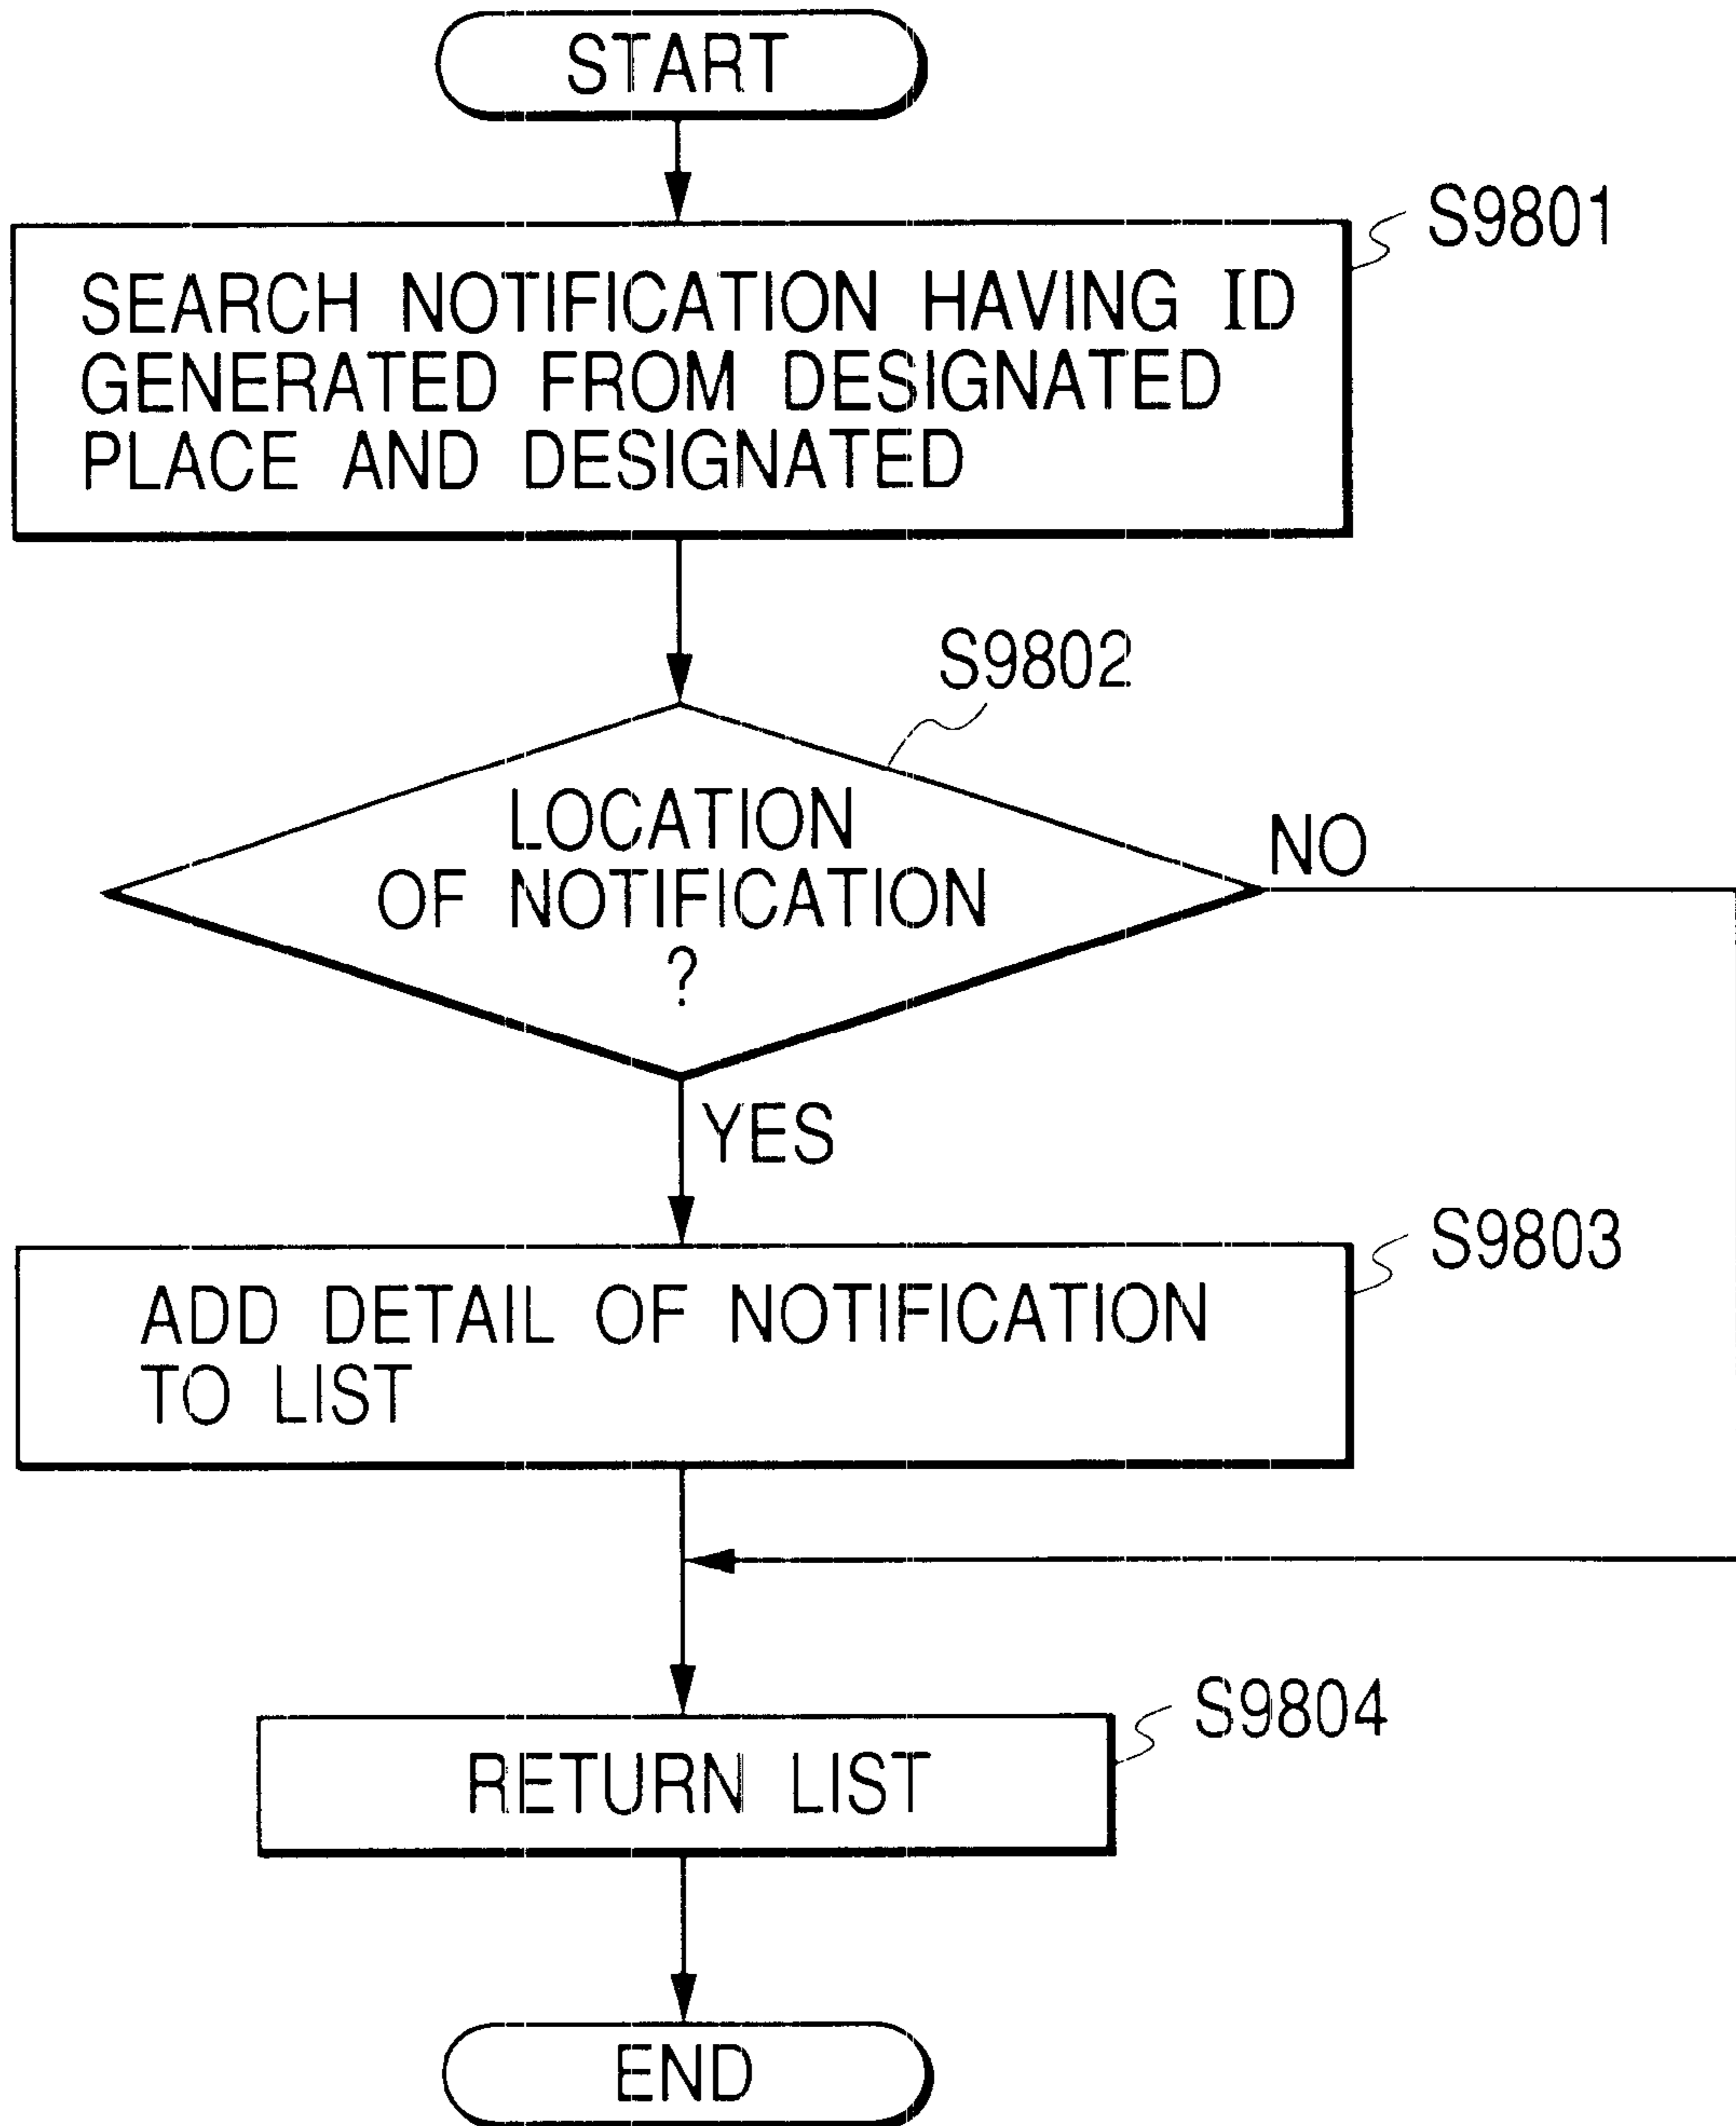 START
S9801
SEARCH NOTIFICATION HAVING ID
GENERATED FROM DESIGNATED
PLACE AND DESIGNATED
S9802
LOCATION
OF NOTIFICATION
?
NO
YES
S9803
ADD DETAIL OF NOTIFICATION
TO LIST
S9804
RETURN LIST
END